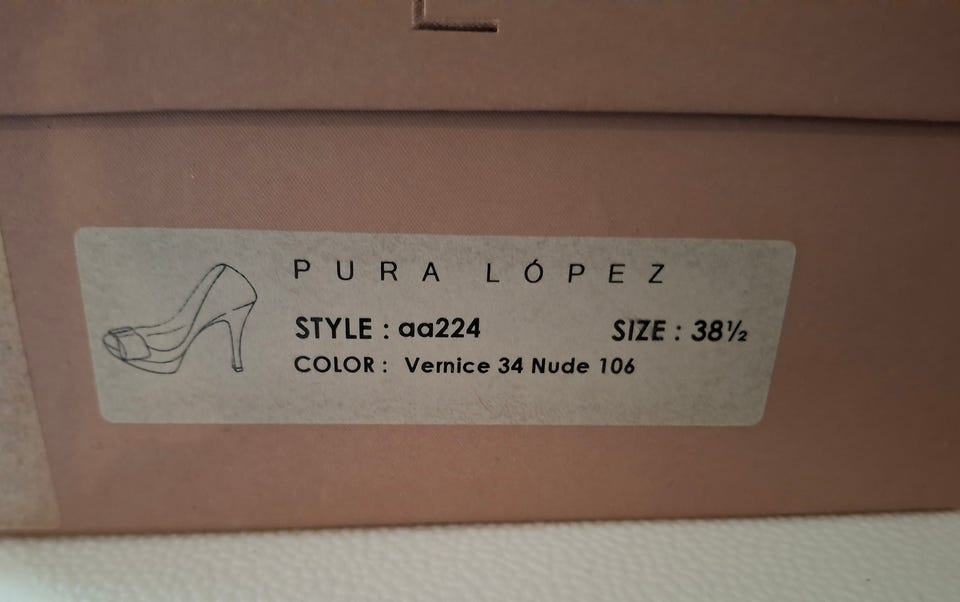 PURA LÓPEZ
STYLE : aa224 SIZE : 38½
COLOR : Vernice 34 Nude 106